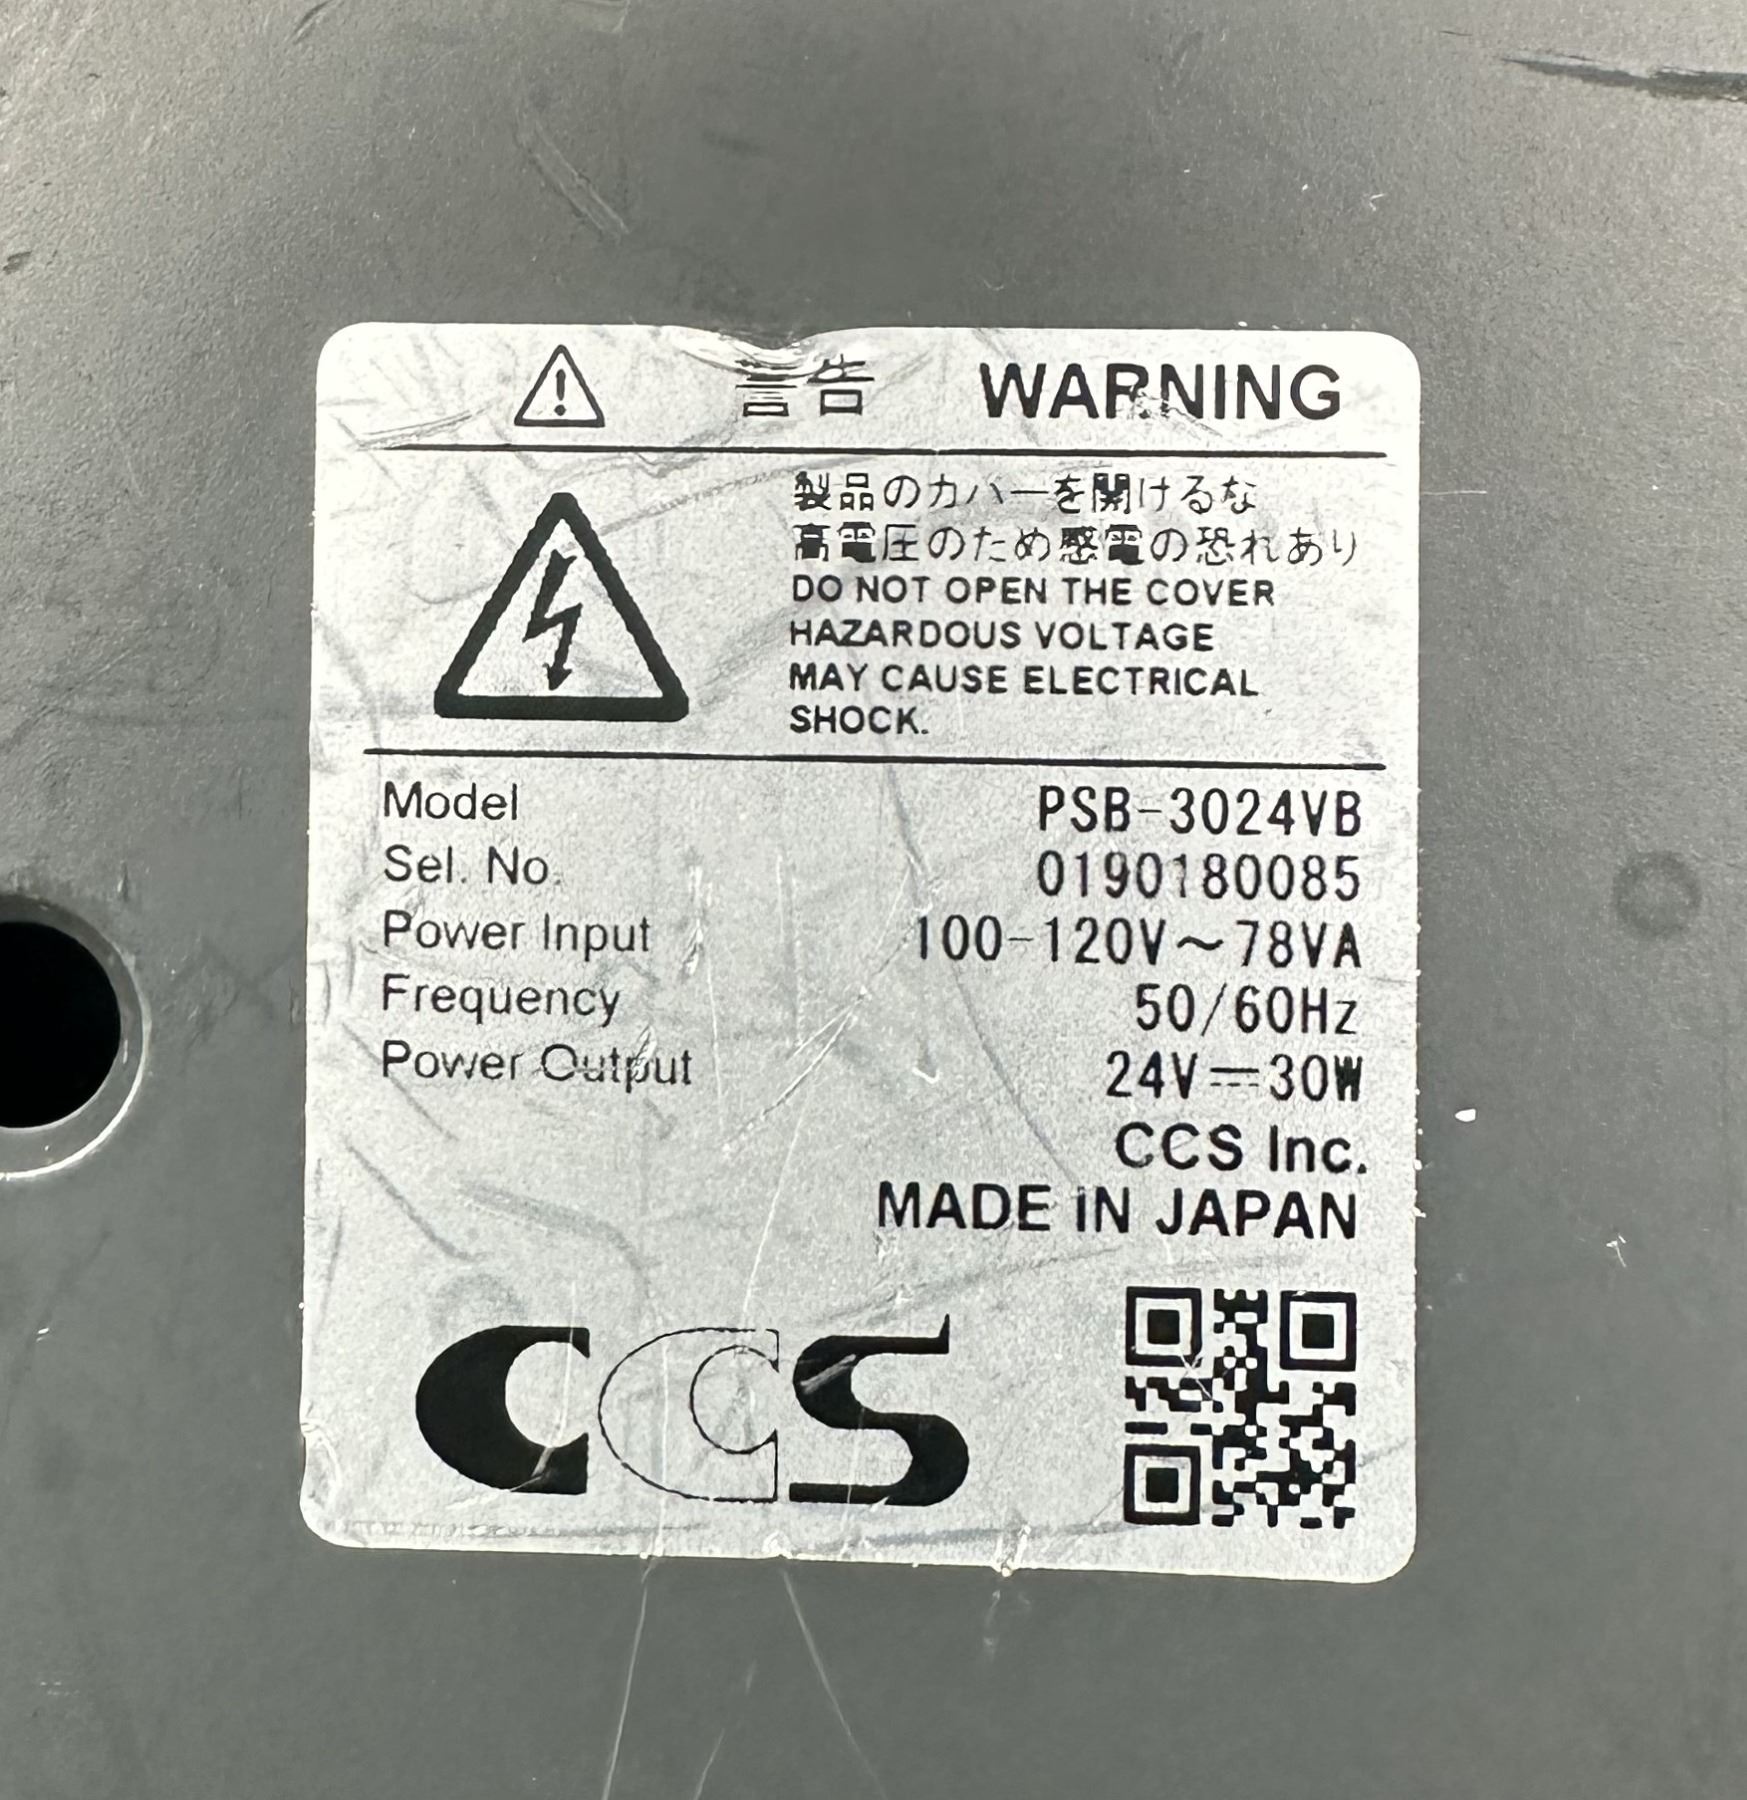 警告 WARNING
製品のカバーを開けるな
高電圧のため感電の恐れあり
DO NOT OPEN THE COVER
HAZARDOUS VOLTAGE
MAY CAUSE ELECTRICAL
SHOCK.
Model PSB-3024VB
Sel. No. 0190180085
Power Input 100-120V～78VA
Frequency 50/60Hz
Power Output 24V⎓30W
CCS Inc.
MADE IN JAPAN
CCS